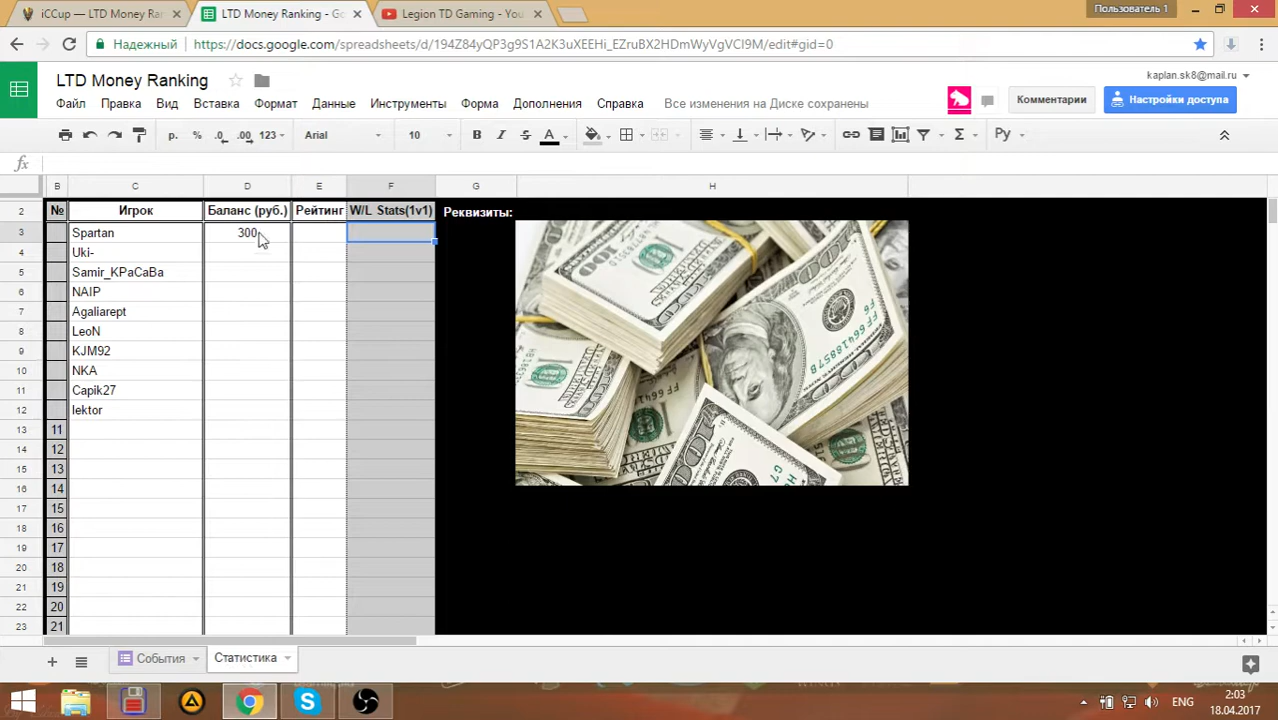 iCCup — LTD Money Ranking
LTD Money Ranking - Go
Legion TD Gaming - You
Пользователь 1
Надежный
https://docs.google.com/spreadsheets/d/194Z84yQP3g9S1A2K3uXEEHi_EZruBX2HDmWyVgVCI9M/edit#gid=0
LTD Money Ranking
kaplan.sk8@mail.ru
Файл Правка Вид Вставка Формат Данные Инструменты Форма Дополнения Справка Все изменения на Диске сохранены
Комментарии
Настройки доступа
р. % .0 .00 123 Arial 10 B I S A Σ Ру
fx
B C D E F G H
2 № Игрок Баланс (руб.) Рейтинг W/L Stats(1v1) Реквизиты:
3 Spartan 300
4 Uki-
5 Samir_KPaCaBa
6 NAIP
7 Agaliarept
8 LeoN
9 KJM92
10 NKA
11 Capik27
12 lektor
13 11
14 12
15 13
16 14
17 15
18 16
19 17
20 18
21 19
22 20
23 21
События
Статистика
ENG
2:03
18.04.2017